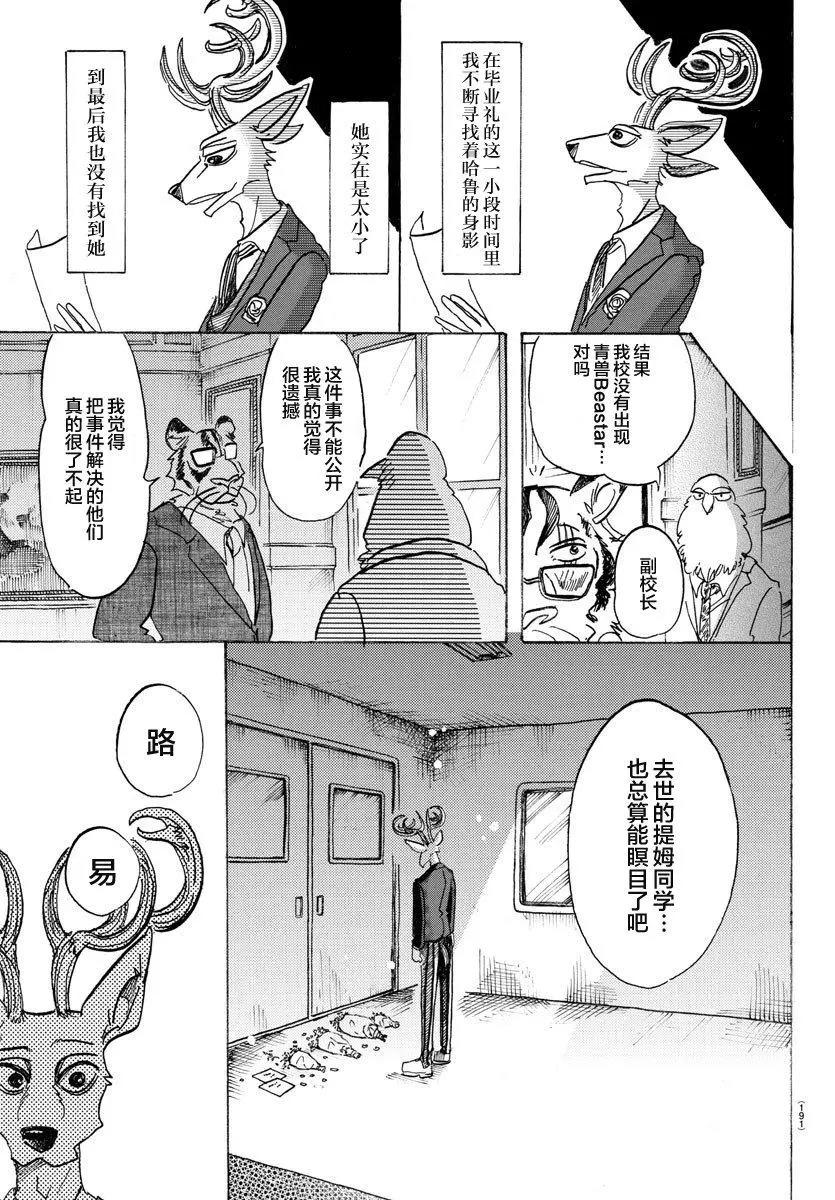 在毕业礼的这一小段时间里
我不断寻找着哈鲁的身影
她实在是太小了
到最后我也没有找到她
结果
我校没有出现
青兽Beastar…
对吗
副校长
这件事不能公开
我真的觉得
很遗憾
我觉得
把事件解决的他们
真的很了不起
去世的提姆同学…
也总算能瞑目了吧
路
易
(191)